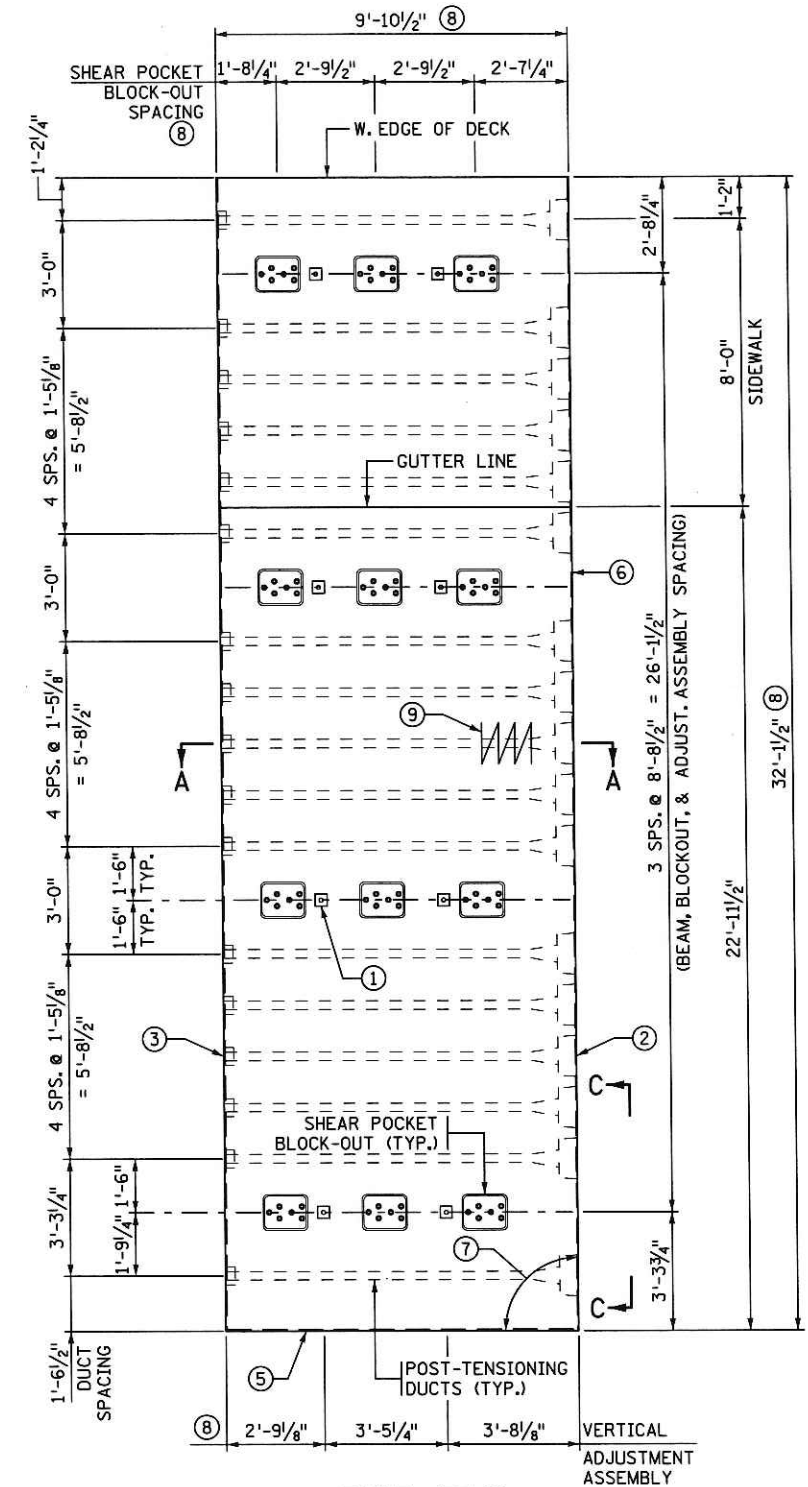 9'-10 1/2" ⑧
SHEAR POCKET
BLOCK-OUT
SPACING
⑧
1'-8 1/4"
2'-9 1/2"
2'-9 1/2"
2'-7 1/4"
W. EDGE OF DECK
1'-2 1/4"
3'-0"
4 SPS. @ 1'-5 1/8"
= 5'-8 1/2"
3'-0"
4 SPS. @ 1'-5 1/8"
= 5'-8 1/2"
3'-0"
1'-6" 1'-6"
TYP. TYP.
4 SPS. @ 1'-5 1/8"
= 5'-8 1/2"
3'-3 1/4"
1'-9 1/4" 1'-6"
1'-6 1/2"
DUCT
SPACING
2'-8 1/4"
1'-2"
8'-0"
SIDEWALK
GUTTER LINE
⑥
3 SPS. @ 8'-8 1/2" = 26'-1 1/2"
(BEAM, BLOCKOUT, & ADJUST. ASSEMBLY SPACING)
32'-1 1/2" ⑧
22'-11 1/2"
⑨
A
A
①
③
②
C
SHEAR POCKET
BLOCK-OUT (TYP.)
⑦
3'-3 3/4"
C
⑤
POST-TENSIONING
DUCTS (TYP.)
⑧
2'-9 1/8"
3'-5 1/4"
3'-8 1/8"
VERTICAL
ADJUSTMENT
ASSEMBLY